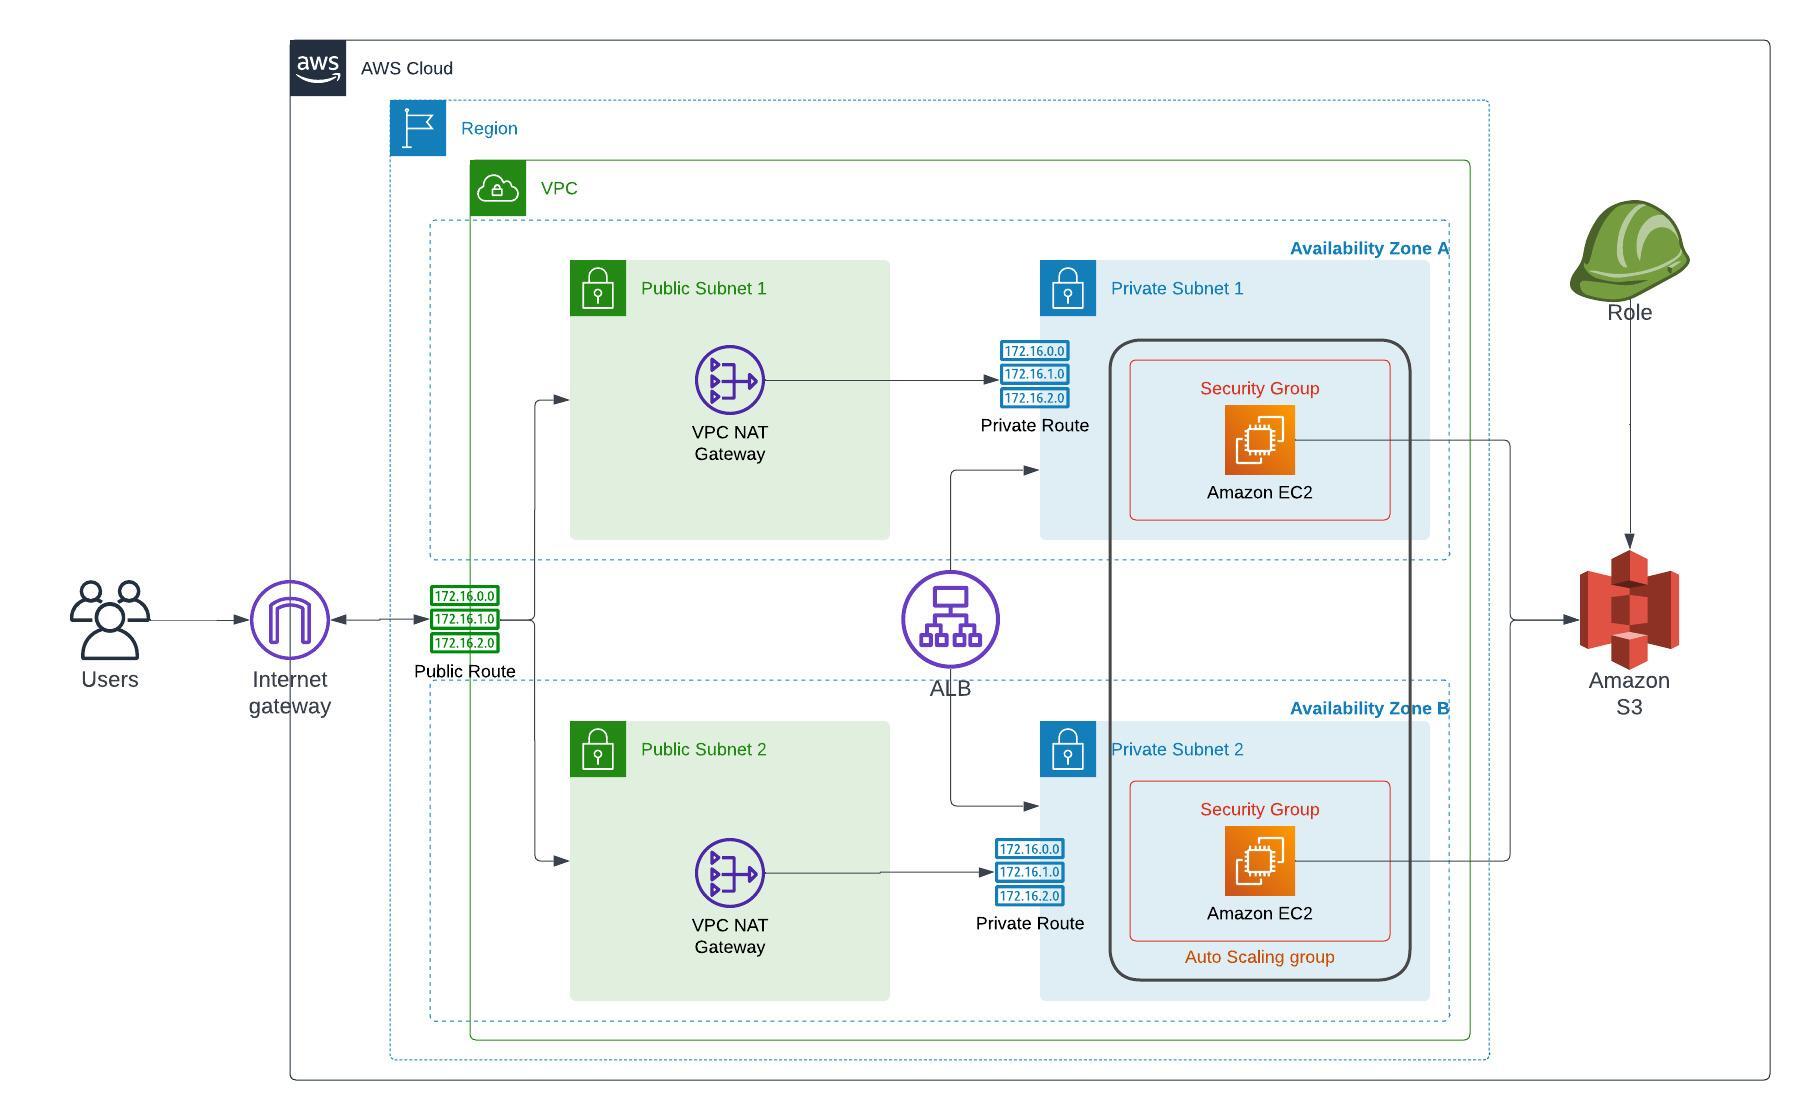 aws
AWS Cloud
Region
VPC
Availability Zone A
Public Subnet 1
Private Subnet 1
172.16.0.0
172.16.1.0
172.16.2.0
Private Route
VPC NAT
Gateway
Security Group
Amazon EC2
Role
Users
Internet
gateway
172.16.0.0
172.16.1.0
172.16.2.0
Public Route
ALB
Amazon
S3
Availability Zone B
Public Subnet 2
Private Subnet 2
VPC NAT
Gateway
172.16.0.0
172.16.1.0
172.16.2.0
Private Route
Security Group
Amazon EC2
Auto Scaling group